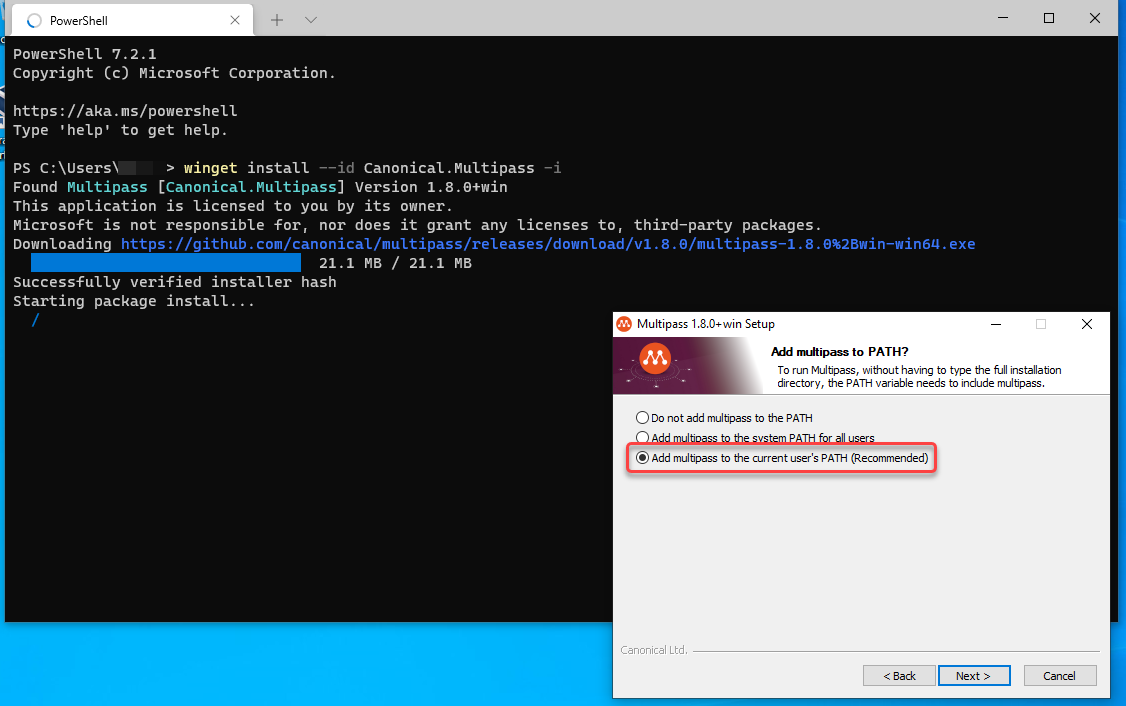 PowerShell
PowerShell 7.2.1
Copyright (c) Microsoft Corporation.
https://aka.ms/powershell
Type 'help' to get help.
PS C:\Users\ > winget install --id Canonical.Multipass -i
Found Multipass [Canonical.Multipass] Version 1.8.0+win
This application is licensed to you by its owner.
Microsoft is not responsible for, nor does it grant any licenses to, third-party packages.
Downloading https://github.com/canonical/multipass/releases/download/v1.8.0/multipass-1.8.0%2Bwin-win64.exe
21.1 MB / 21.1 MB
Successfully verified installer hash
Starting package install...
/
Multipass 1.8.0+win Setup
Add multipass to PATH?
To run Multipass, without having to type the full installation
directory, the PATH variable needs to include multipass.
Do not add multipass to the PATH
Add multipass to the system PATH for all users
Add multipass to the current user's PATH (Recommended)
Canonical Ltd.
< Back
Next >
Cancel